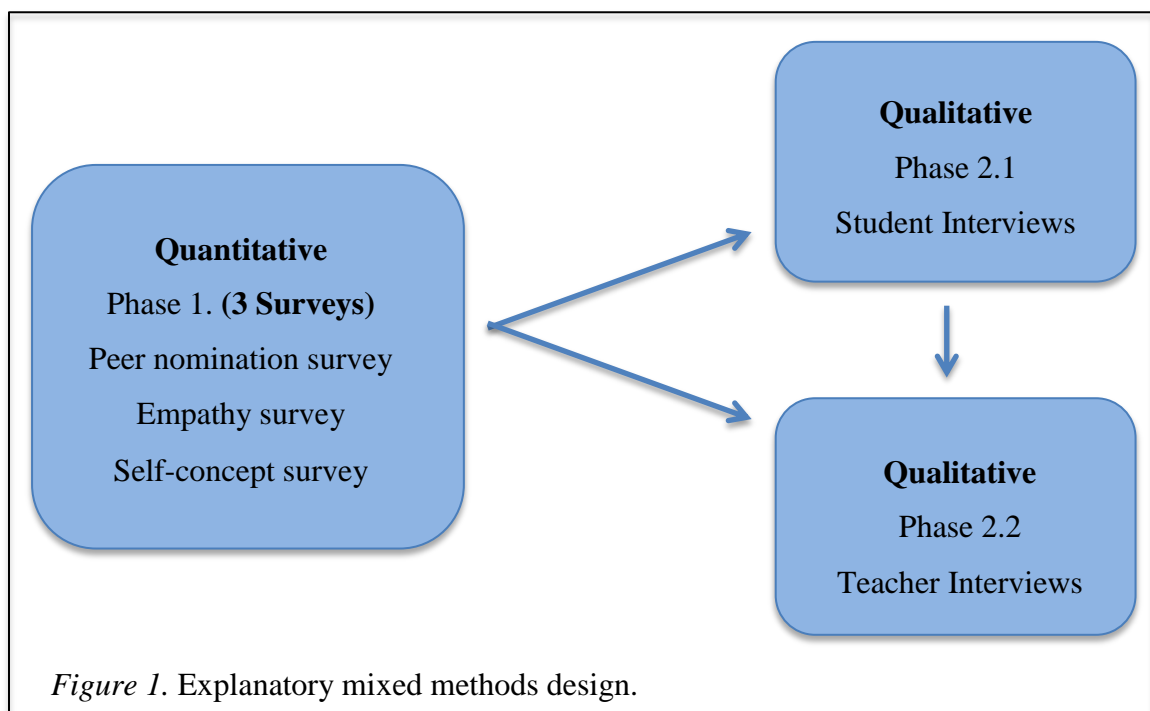 Quantitative
Phase 1. (3 Surveys)
Peer nomination survey
Empathy survey
Self-concept survey
Qualitative
Phase 2.1
Student Interviews
Qualitative
Phase 2.2
Teacher Interviews
Figure 1. Explanatory mixed methods design.